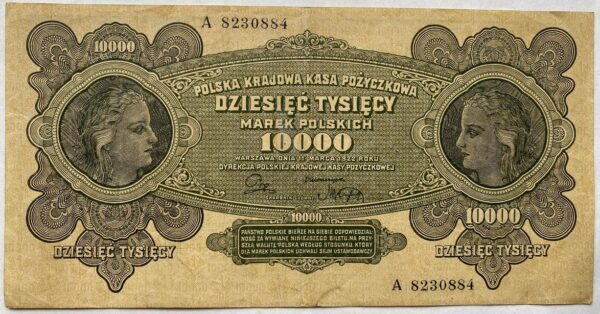 A 8230884
10000
POLSKA KRAJOWA KASA POŻYCZKOWA
DZIESIĘĆ TYSIĘCY
MAREK POLSKICH
10000
WARSZAWA DNIA 11 MARCA 1922 ROKU
DYREKCJA POLSKIEJ KRAJOWEJ KASY POŻYCZKOWEJ
10000
10000
DZIESIĘĆ TYSIĘCY
PAŃSTWO POLSKIE BIERZE NA SIEBIE ODPOWIEDZIAL
NOŚĆ ZA WYMIANĘ NINIEJSZEGO BILETU NA PRZY-
SZŁĄ WALUTĘ POLSKĄ WEDŁUG STOSUNKU, KTÓRY
DLA MAREK POLSKICH UCHWALI SEJM USTAWODAWCZY
DZIESIĘĆ TYSIĘCY
A 8230884